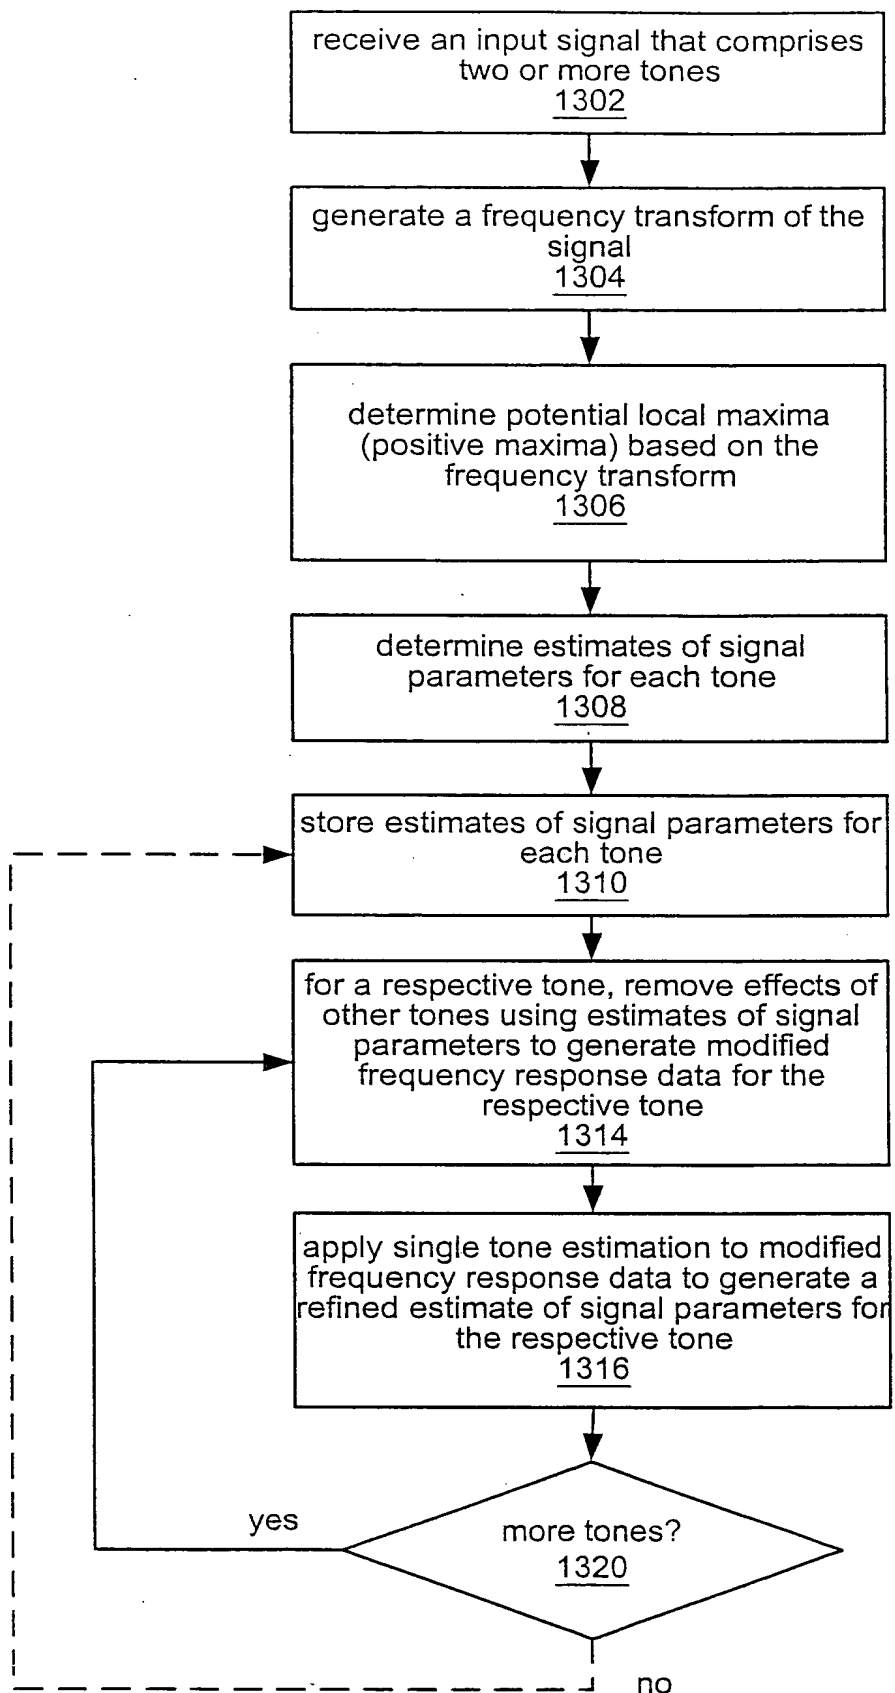 receive an input signal that comprises
two or more tones
1302
generate a frequency transform of the
signal
1304
determine potential local maxima
(positive maxima) based on the
frequency transform
1306
determine estimates of signal
parameters for each tone
1308
store estimates of signal parameters for
each tone
1310
for a respective tone, remove effects of
other tones using estimates of signal
parameters to generate modified
frequency response data for the
respective tone
1314
apply single tone estimation to modified
frequency response data to generate a
refined estimate of signal parameters for
the respective tone
1316
yes
more tones?
1320
no